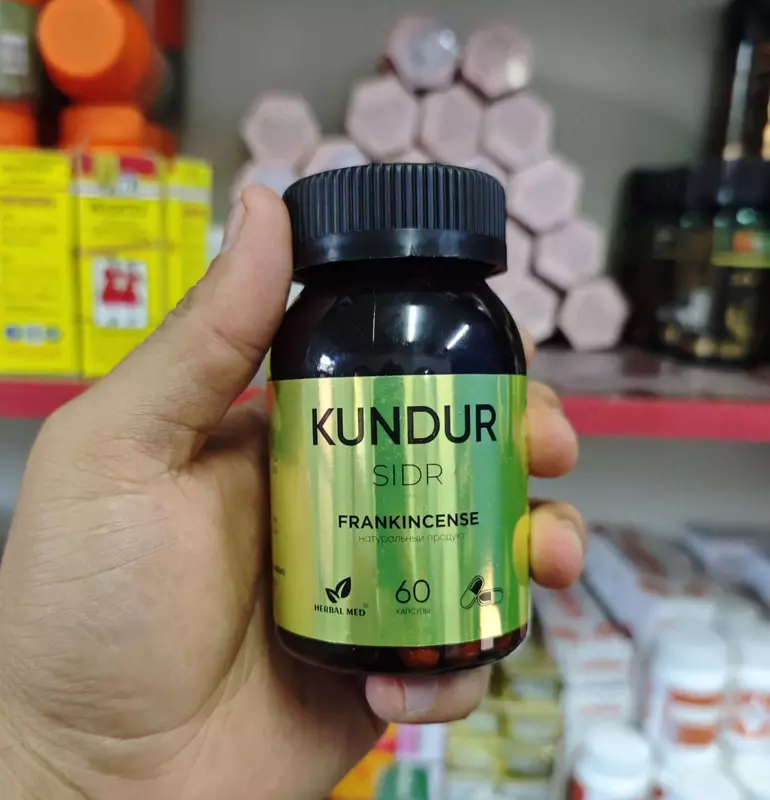 KUNDUR
SIDR
FRANKINCENSE
натуральный продукт
HERBAL MED®
60
КАПСУЛЫ